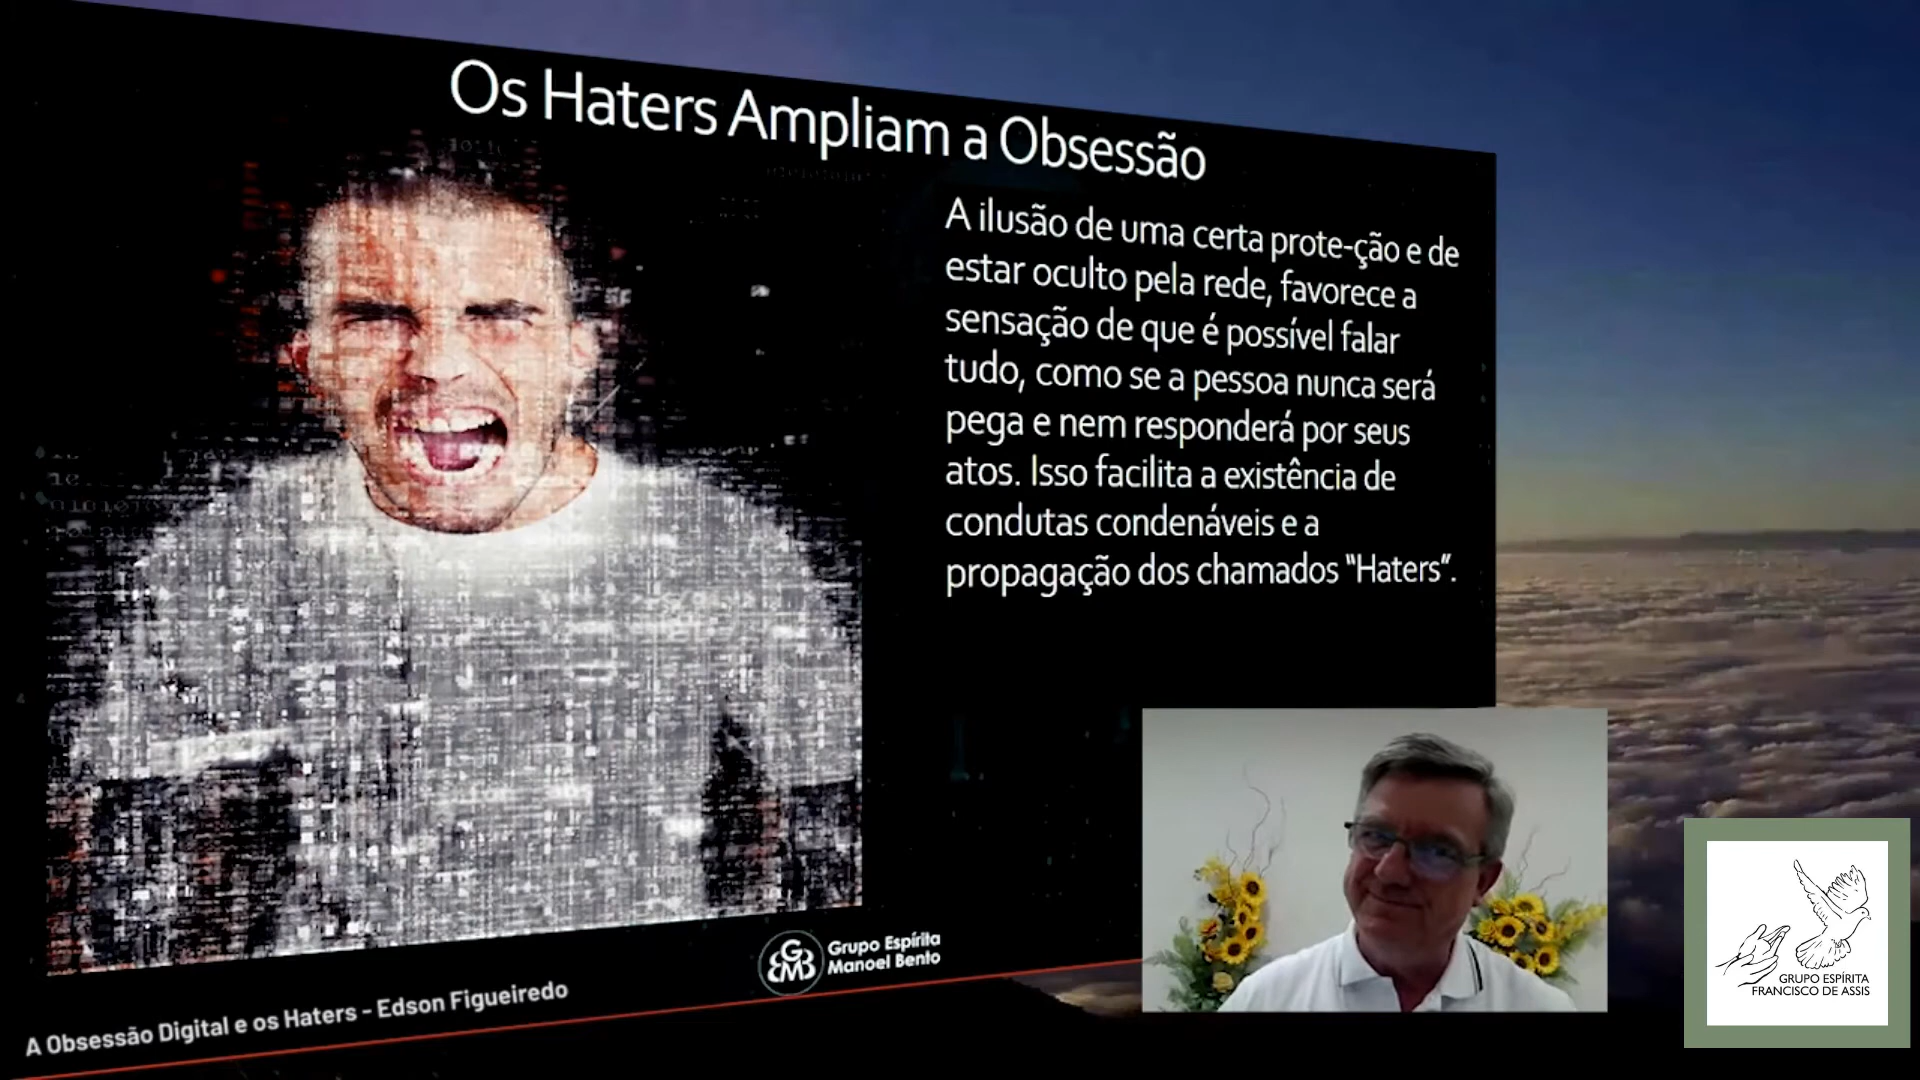 Os Haters Ampliam a Obsessão
A ilusão de uma certa prote-ção e de
estar oculto pela rede, favorece a
sensação de que é possível falar
tudo, como se a pessoa nunca será
pega e nem responderá por seus
atos. Isso facilita a existência de
condutas condenáveis e a
propagação dos chamados “Haters”.
Grupo Espírita
Manoel Bento
A Obsessão Digital e os Haters - Edson Figueiredo
GRUPO ESPÍRITA
FRANCISCO DE ASSIS